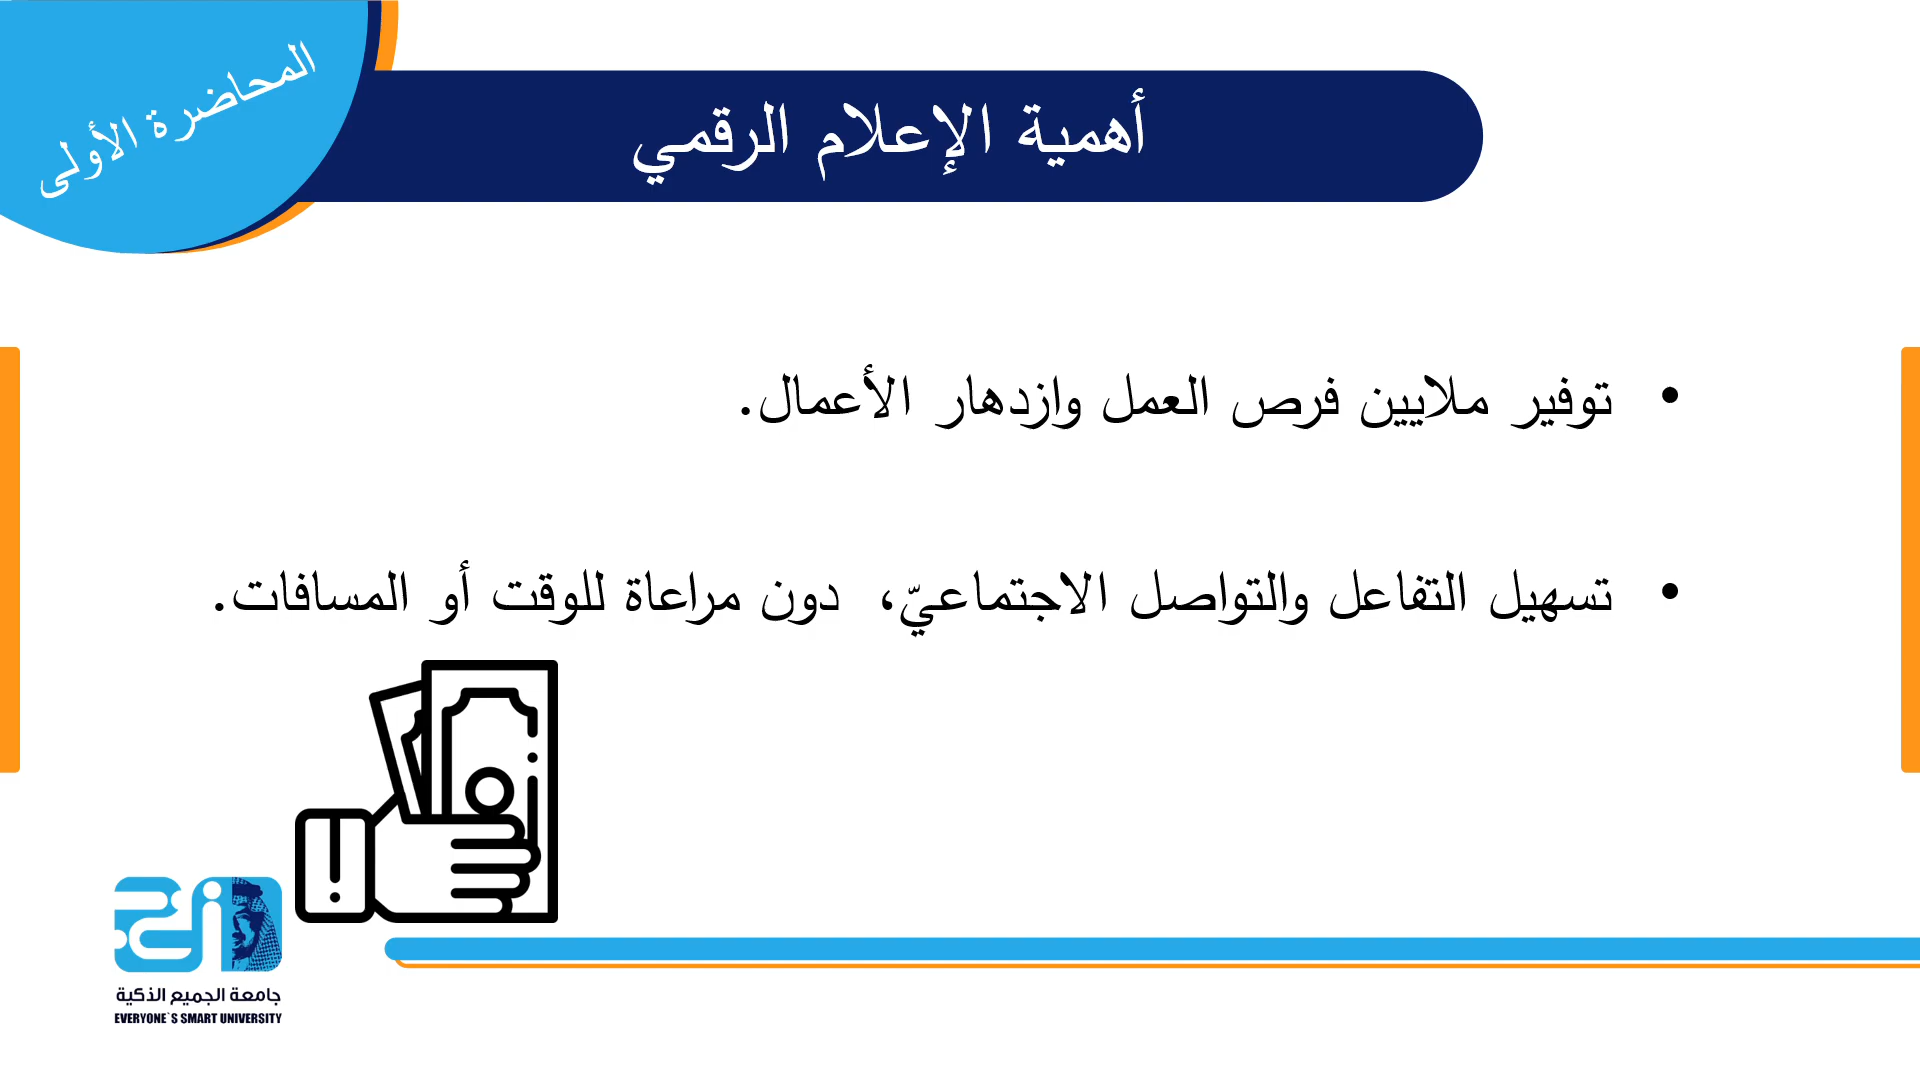 المحاضرة الأولى
أهمية الإعلام الرقمي
• توفير ملايين فرص العمل وازدهار الأعمال.
• تسهيل التفاعل والتواصل الاجتماعيّ، دون مراعاة للوقت أو المسافات.
جامعة الجميع الذكية
EVERYONE`S SMART UNIVERSITY